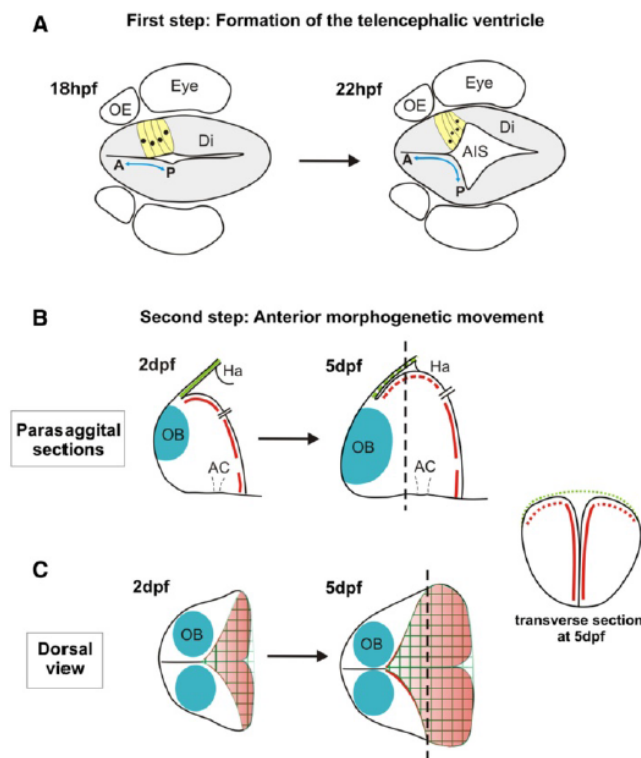 A First step: Formation of the telencephalic ventricle
18hpf
OE
Eye
Di
A
P
22hpf
OE
Eye
Di
AIS
A
P
B Second step: Anterior morphogenetic movement
2dpf
Ha
OB
AC
5dpf
Ha
OB
AC
Parasaggital
sections
C
2dpf
OB
5dpf
OB
Dorsal
view
transverse section
at 5dpf